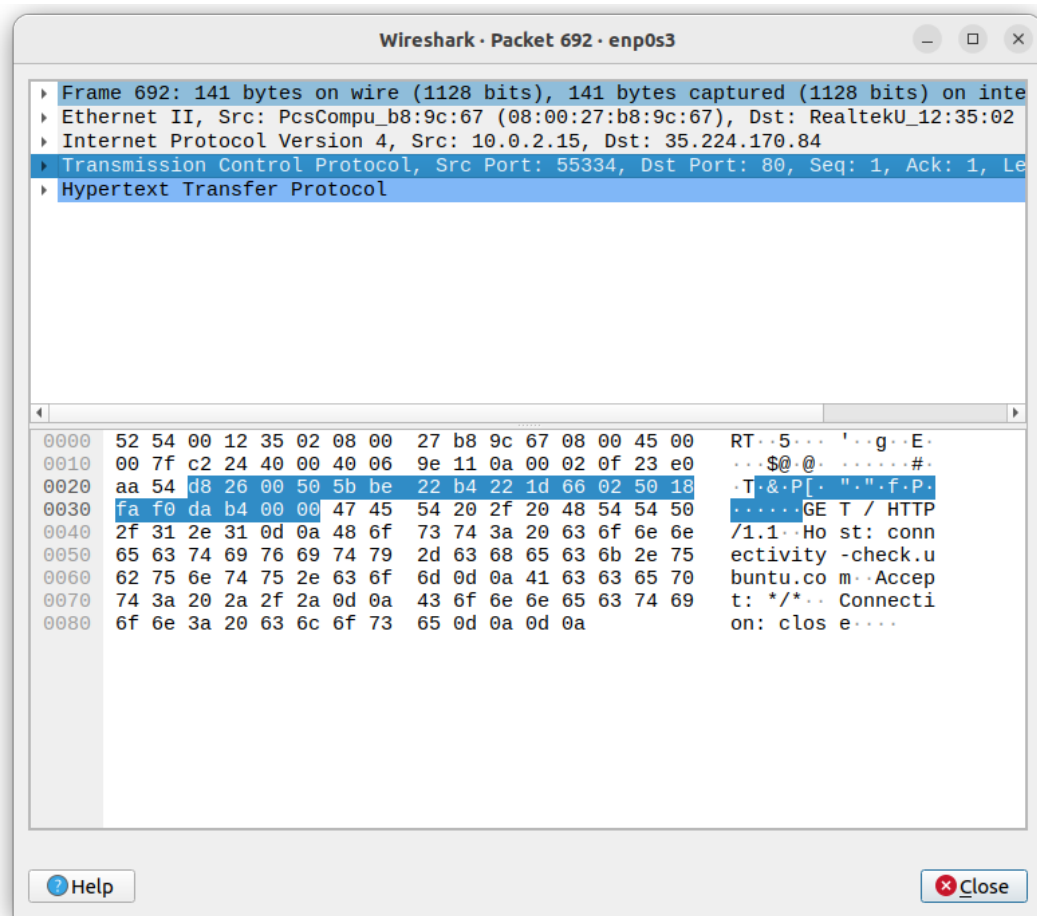 Wireshark · Packet 692 · enp0s3
Frame 692: 141 bytes on wire (1128 bits), 141 bytes captured (1128 bits) on inte
Ethernet II, Src: PcsCompu_b8:9c:67 (08:00:27:b8:9c:67), Dst: RealtekU_12:35:02
Internet Protocol Version 4, Src: 10.0.2.15, Dst: 35.224.170.84
Transmission Control Protocol, Src Port: 55334, Dst Port: 80, Seq: 1, Ack: 1, Le
Hypertext Transfer Protocol
0000 52 54 00 12 35 02 08 00 27 b8 9c 67 08 00 45 00 RT··5··· '··g··E·
0010 00 7f c2 24 40 00 40 06 9e 11 0a 00 02 0f 23 e0 ···$@·@· ······#·
0020 aa 54 d8 26 00 50 5b be 22 b4 22 1d 66 02 50 18 ·T·&·P[· "·"·f·P·
0030 fa f0 da b4 00 00 47 45 54 20 2f 20 48 54 54 50 ······GE T / HTTP
0040 2f 31 2e 31 0d 0a 48 6f 73 74 3a 20 63 6f 6e 6e /1.1··Ho st: conn
0050 65 63 74 69 76 69 74 79 2d 63 68 65 63 6b 2e 75 ectivity -check.u
0060 62 75 6e 74 75 2e 63 6f 6d 0d 0a 41 63 63 65 70 buntu.co m··Accep
0070 74 3a 20 2a 2f 2a 0d 0a 43 6f 6e 6e 65 63 74 69 t: */*·· Connecti
0080 6f 6e 3a 20 63 6c 6f 73 65 0d 0a 0d 0a on: clos e····
Help
Close